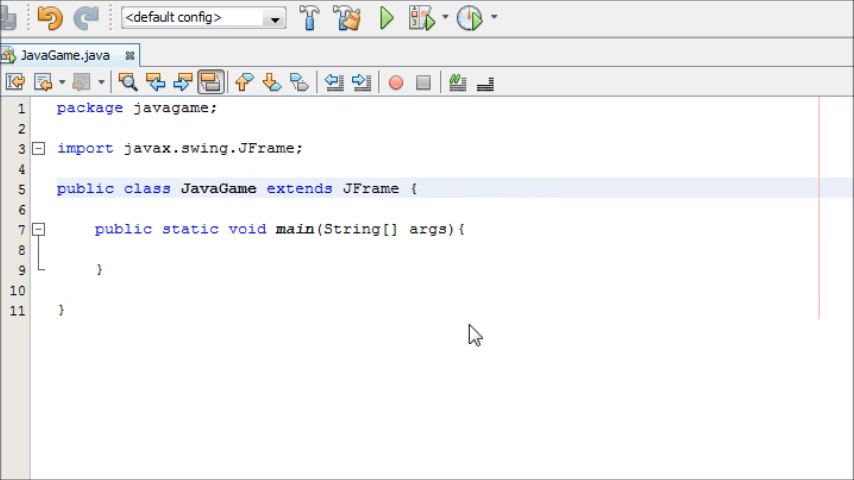 <default config>
JavaGame.java
1 package javagame;
2
3 import javax.swing.JFrame;
4
5 public class JavaGame extends JFrame {
6
7 public static void main(String[] args){
8
9 }
10
11 }